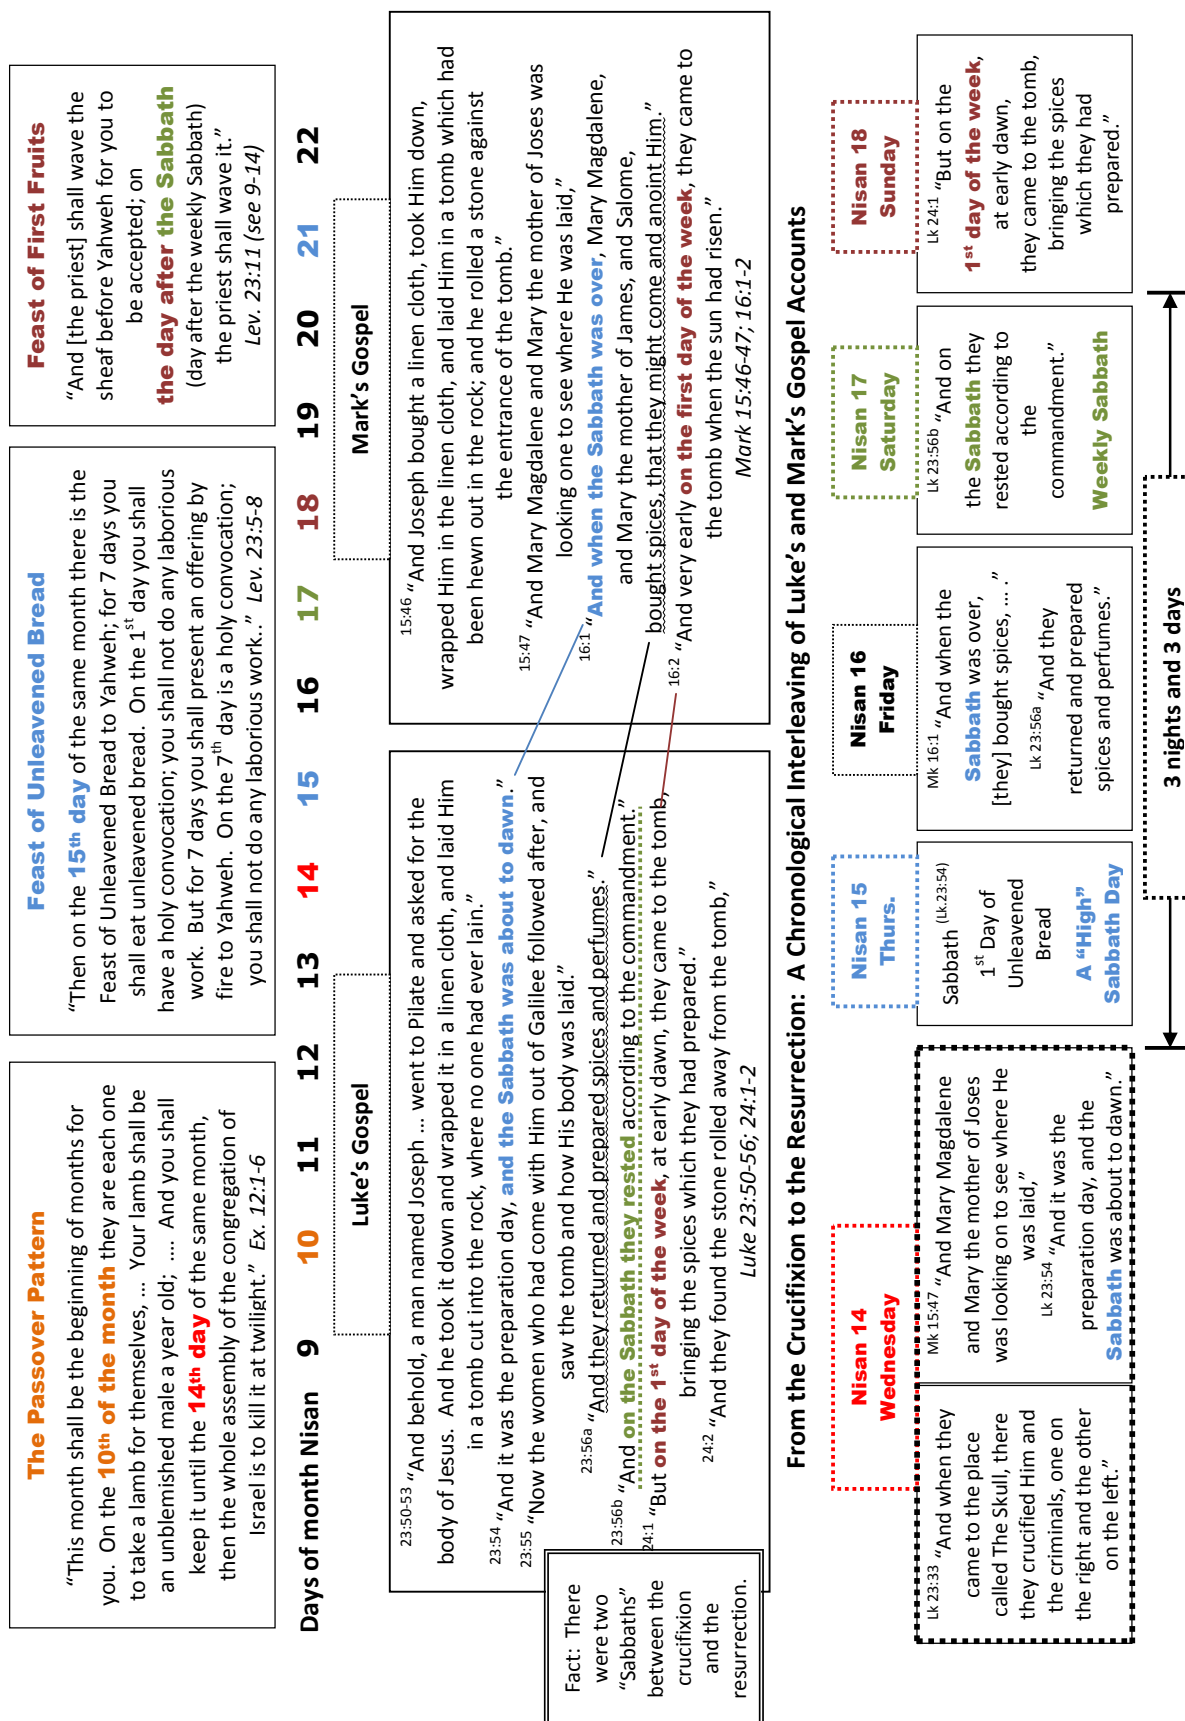 The Passover Pattern
“This month shall be the beginning of months for
you. On the 10th of the month they are each one
to take a lamb for themselves, ... Your lamb shall be
an unblemished male a year old; .... And you shall
keep it until the 14th day of the same month,
then the whole assembly of the congregation of
Israel is to kill it at twilight.” Ex. 12:1-6
Feast of Unleavened Bread
“Then on the 15th day of the same month there is the
Feast of Unleavened Bread to Yahweh; for 7 days you
shall eat unleavened bread. On the 1st day you shall
have a holy convocation; you shall not do any laborious
work. But for 7 days you shall present an offering by
fire to Yahweh. On the 7th day is a holy convocation;
you shall not do any laborious work..” Lev. 23:5-8
Feast of First Fruits
“And [the priest] shall wave the
sheaf before Yahweh for you to
be accepted; on
the day after the Sabbath
(day after the weekly Sabbath)
the priest shall wave it.”
Lev. 23:11 (see 9-14)
Days of month Nisan 9 10 11 12 13 14 15 16 17 18 19 20 21 22
Luke’s Gospel
23:50-53 “And behold, a man named Joseph ... went to Pilate and asked for the
body of Jesus. And he took it down and wrapped it in a linen cloth, and laid Him
in a tomb cut into the rock, where no one had ever lain.”
23:54 “And it was the preparation day, and the Sabbath was about to dawn.”
23:55 “Now the women who had come with Him out of Galilee followed after, and
saw the tomb and how His body was laid.”
23:56a “And they returned and prepared spices and perfumes.”
23:56b “And on the Sabbath they rested according to the commandment.”
24:1 “But on the 1st day of the week, at early dawn, they came to the tomb,
bringing the spices which they had prepared.”
24:2 “And they found the stone rolled away from the tomb,”
Luke 23:50-56; 24:1-2
Fact: There
were two
“Sabbaths”
between the
crucifixion
and the
resurrection.
Mark’s Gospel
15:46 “And Joseph bought a linen cloth, took Him down,
wrapped Him in the linen cloth, and laid Him in a tomb which had
been hewn out in the rock; and he rolled a stone against
the entrance of the tomb.”
15:47 “And Mary Magdalene and Mary the mother of Joses was
looking one to see where He was laid,”
16:1 “And when the Sabbath was over, Mary Magdalene,
and Mary the mother of James, and Salome,
bought spices, that they might come and anoint Him.”
16:2 “And very early on the first day of the week, they came to
the tomb when the sun had risen.”
Mark 15:46-47; 16:1-2
From the Crucifixion to the Resurrection: A Chronological Interleaving of Luke’s and Mark’s Gospel Accounts
Nisan 14
Wednesday
Lk 23:33 “And when they
came to the place
called The Skull, there
they crucified Him and
the criminals, one on
the right and the other
on the left.”
Mk 15:47 “And Mary Magdalene
and Mary the mother of Joses
was looking on to see where He
was laid,”
Lk 23:54 “And it was the
preparation day, and the
Sabbath was about to dawn.”
Nisan 15
Thurs.
Sabbath (Lk.23:54)
1st Day of
Unleavened
Bread
A “High”
Sabbath Day
Nisan 16
Friday
Mk 16:1 “And when the
Sabbath was over,
[they] bought spices, ... .”
Lk 23:56a “And they
returned and prepared
spices and perfumes.”
Nisan 17
Saturday
Lk 23:56b “And on
the Sabbath they
rested according to
the
commandment.”
Weekly Sabbath
Nisan 18
Sunday
Lk 24:1 “But on the
1st day of the week,
at early dawn,
they came to the tomb,
bringing the spices
which they had
prepared.”
3 nights and 3 days